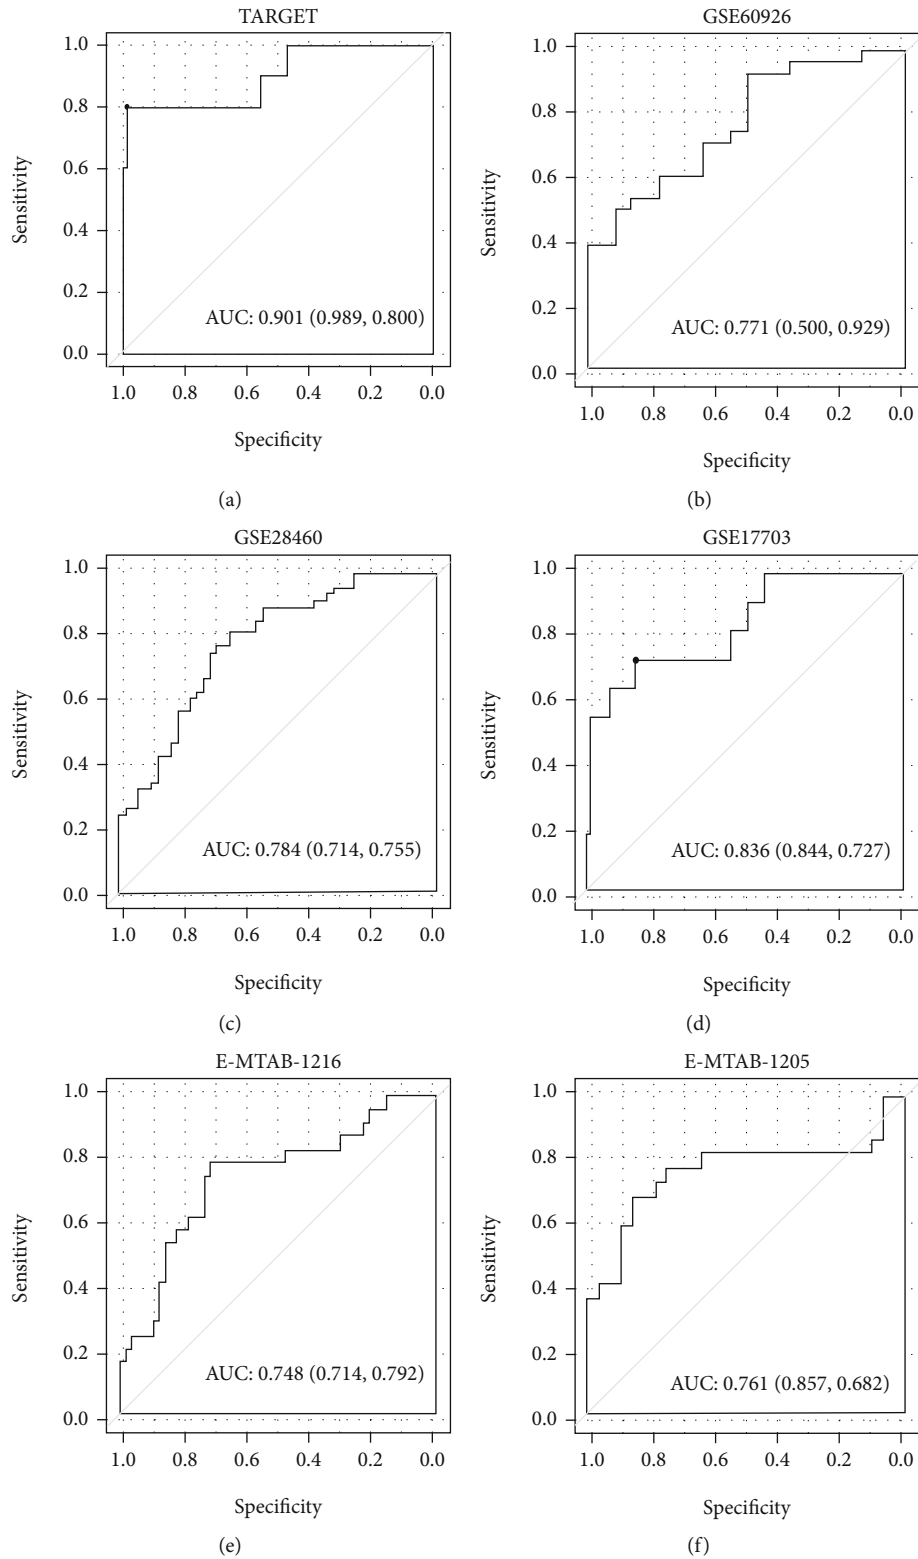 TARGET
1.0
0.8
0.6
0.4
0.2
0.0
Sensitivity
AUC: 0.901 (0.989, 0.800)
1.0 0.8 0.6 0.4 0.2 0.0
Specificity
(a)
GSE60926
1.0
0.8
0.6
0.4
0.2
0.0
Sensitivity
AUC: 0.771 (0.500, 0.929)
1.0 0.8 0.6 0.4 0.2 0.0
Specificity
(b)
GSE28460
1.0
0.8
0.6
0.4
0.2
0.0
Sensitivity
AUC: 0.784 (0.714, 0.755)
1.0 0.8 0.6 0.4 0.2 0.0
Specificity
(c)
GSE17703
1.0
0.8
0.6
0.4
0.2
0.0
Sensitivity
AUC: 0.836 (0.844, 0.727)
1.0 0.8 0.6 0.4 0.2 0.0
Specificity
(d)
E-MTAB-1216
1.0
0.8
0.6
0.4
0.2
0.0
Sensitivity
AUC: 0.748 (0.714, 0.792)
1.0 0.8 0.6 0.4 0.2 0.0
Specificity
(e)
E-MTAB-1205
1.0
0.8
0.6
0.4
0.2
0.0
Sensitivity
AUC: 0.761 (0.857, 0.682)
1.0 0.8 0.6 0.4 0.2 0.0
Specificity
(f)